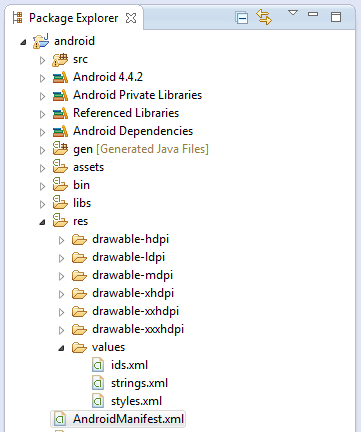 Package Explorer
android
src
Android 4.4.2
Android Private Libraries
Referenced Libraries
Android Dependencies
gen [Generated Java Files]
assets
bin
libs
res
drawable-hdpi
drawable-ldpi
drawable-mdpi
drawable-xhdpi
drawable-xxhdpi
drawable-xxxhdpi
values
ids.xml
strings.xml
styles.xml
AndroidManifest.xml